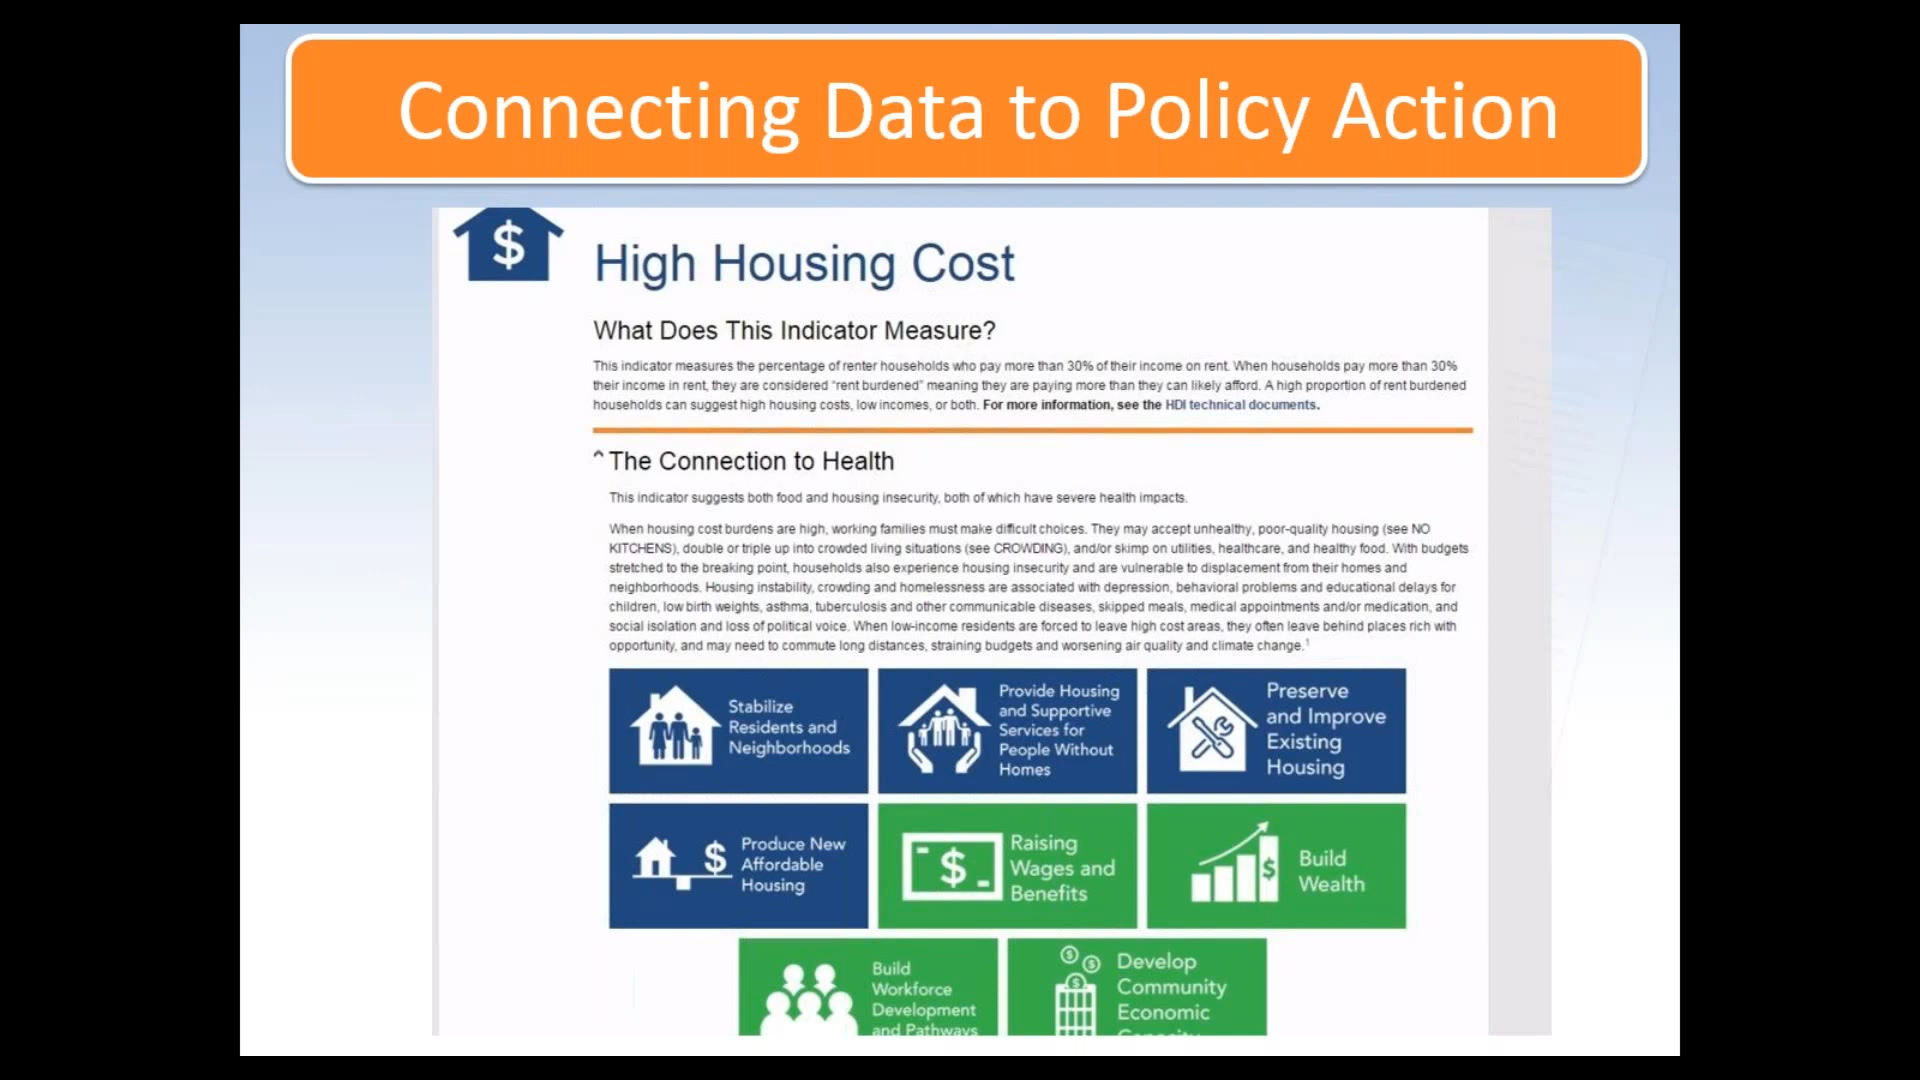 Connecting Data to Policy Action
$
High Housing Cost
What Does This Indicator Measure?
This indicator measures the percentage of renter households who pay more than 30% of their income on rent. When households pay more than 30%
their income in rent, they are considered "rent burdened" meaning they are paying more than they can likely afford. A high proportion of rent burdened
households can suggest high housing costs, low incomes, or both. For more information, see the HDI technical documents.
^ The Connection to Health
This indicator suggests both food and housing insecurity, both of which have severe health impacts.
When housing cost burdens are high, working families must make difficult choices. They may accept unhealthy, poor-quality housing (see NO
KITCHENS), double or triple up into crowded living situations (see CROWDING), and/or skimp on utilities, healthcare, and healthy food. With budgets
stretched to the breaking point, households also experience housing insecurity and are vulnerable to displacement from their homes and
neighborhoods. Housing instability, crowding and homelessness are associated with depression, behavioral problems and educational delays for
children, low birth weights, asthma, tuberculosis and other communicable diseases, skipped meals, medical appointments and/or medication, and
social isolation and loss of political voice. When low-income residents are forced to leave high cost areas, they often leave behind places rich with
opportunity, and may need to commute long distances, straining budgets and worsening air quality and climate change.1
Stabilize
Residents and
Neighborhoods
Provide Housing
and Supportive
Services for
People Without
Homes
Preserve
and Improve
Existing
Housing
$
Produce New
Affordable
Housing
$
Raising
Wages and
Benefits
$
Build
Wealth
Build
Workforce
Development
and Pathways
$ $ $
Develop
Community
Economic
Capacity